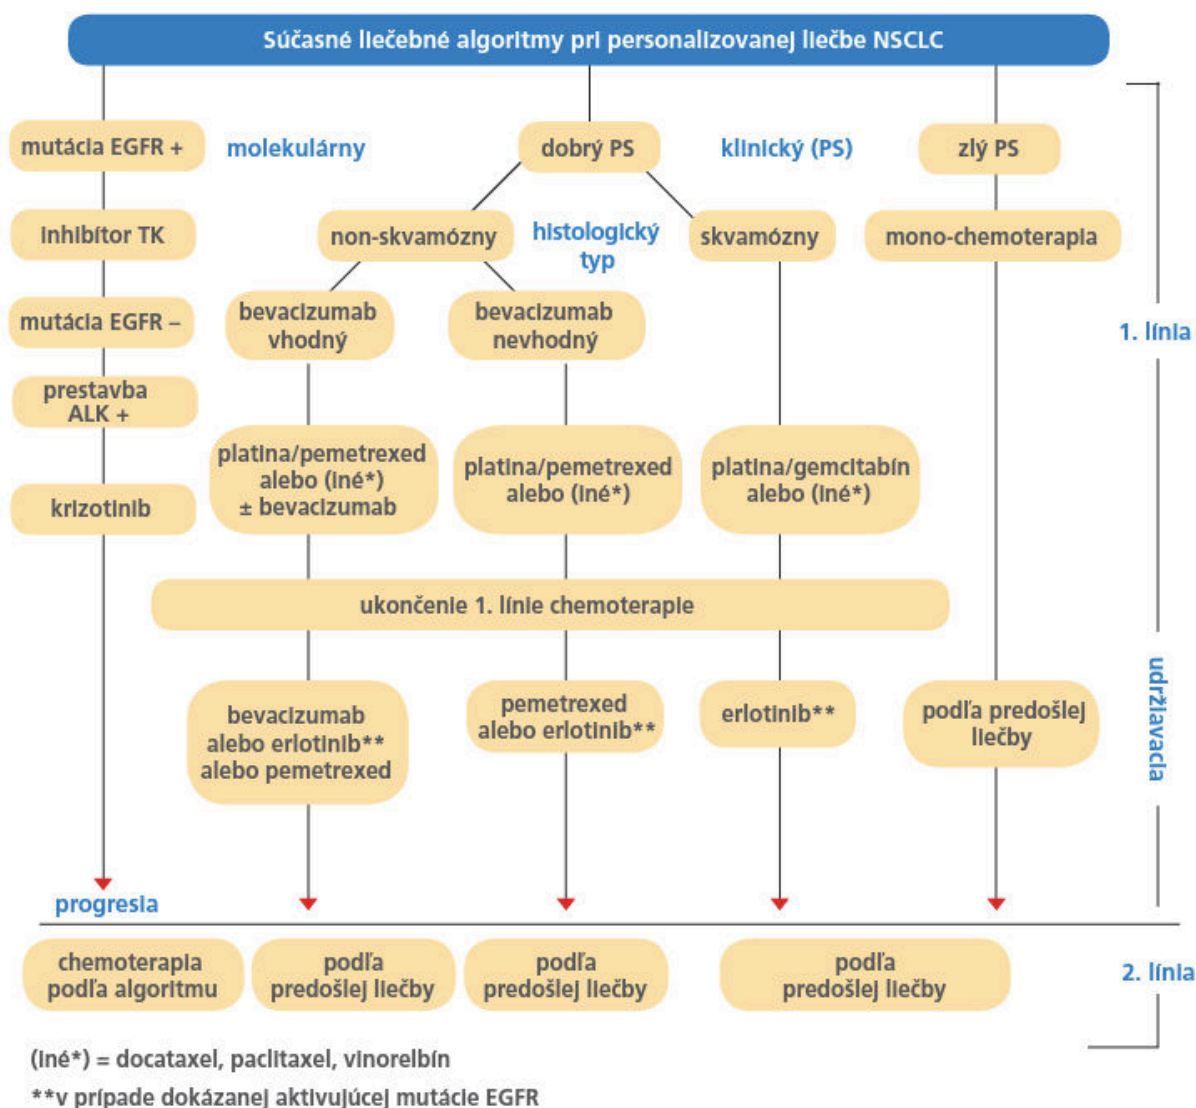 Súčasné liečebné algoritmy pri personalizovanej liečbe NSCLC
mutácia EGFR +
molekulárny
dobrý PS
klinický (PS)
zlý PS
inhibítor TK
non-skvamózny
histologický
typ
skvamózny
mono-chemoterapia
mutácia EGFR –
bevacizumab
vhodný
bevacizumab
nevhodný
1. línia
prestavba
ALK +
krizotinib
platina/pemetrexed
alebo (iné*)
± bevacizumab
platina/pemetrexed
alebo (iné*)
platina/gemcitabín
alebo (iné*)
ukončenie 1. línie chemoterapie
bevacizumab
alebo erlotinib**
alebo pemetrexed
pemetrexed
alebo erlotinib**
erlotinib**
podľa predošlej
liečby
udržiavacia
progresia
chemoterapia
podľa algoritmu
podľa
predošlej liečby
podľa
predošlej liečby
podľa
predošlej liečby
2. línia
(iné*) = docataxel, paclitaxel, vinorelbín
**v prípade dokázanej aktivujúcej mutácie EGFR